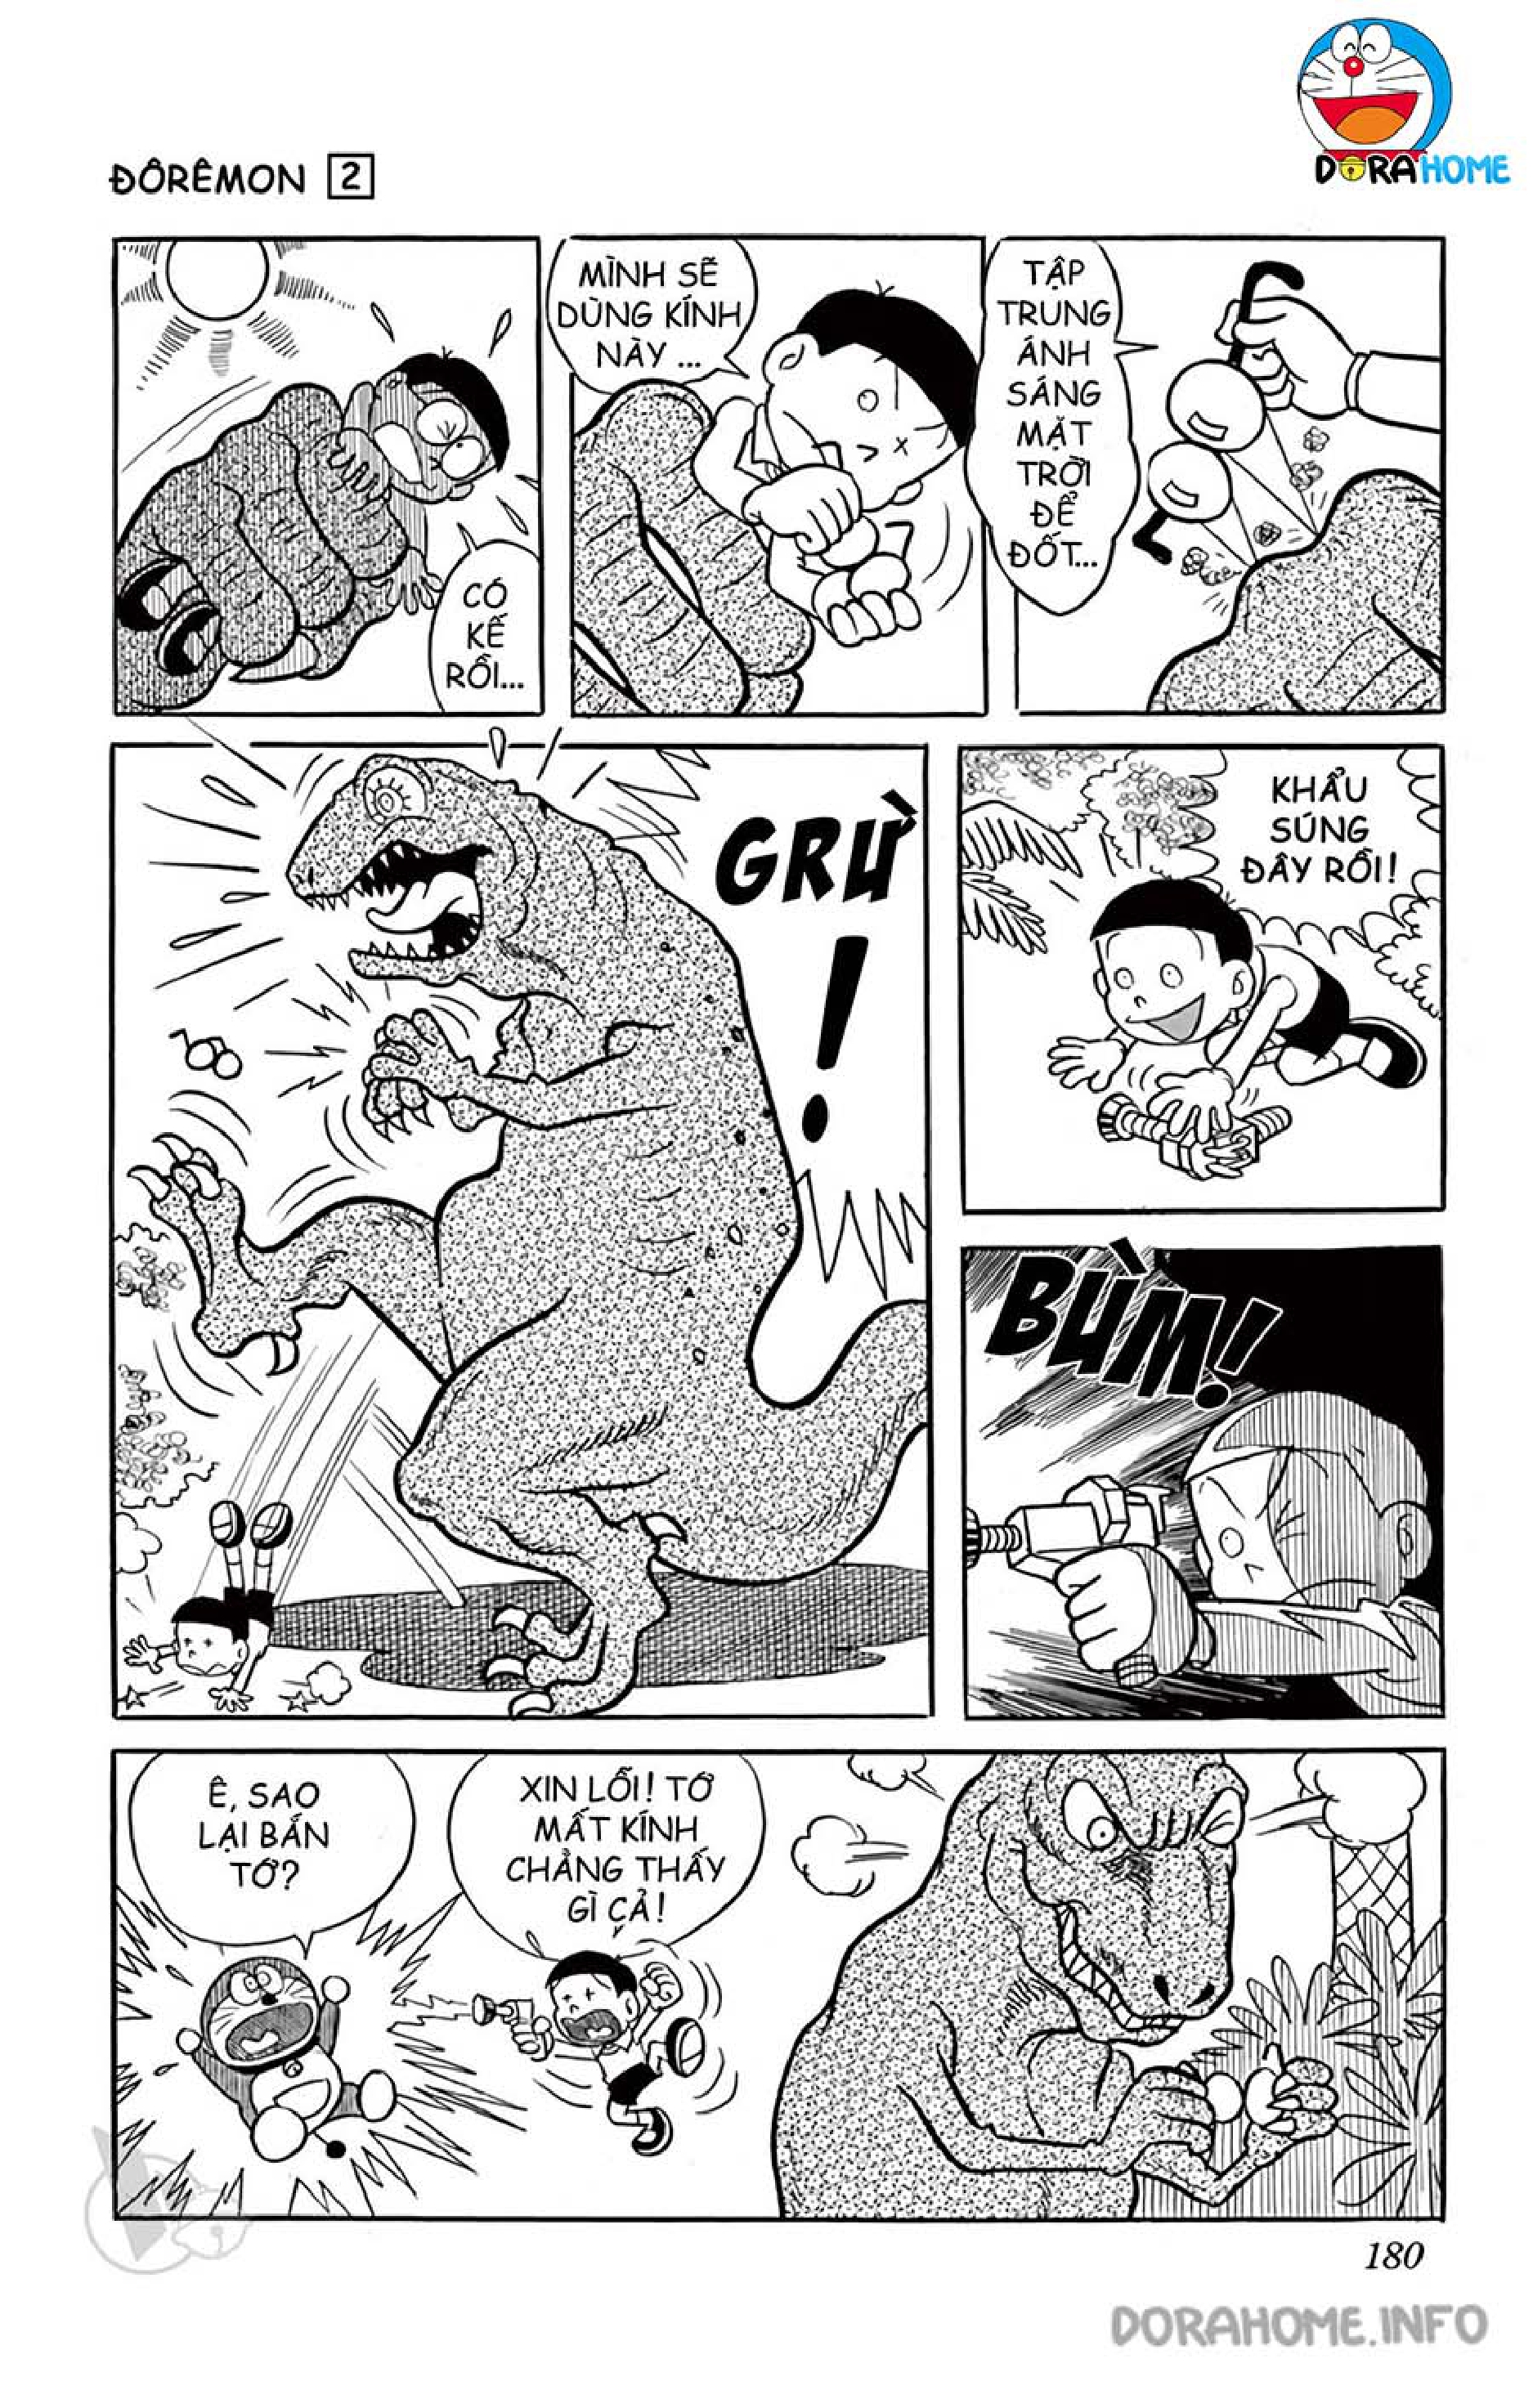 DORAHOME
ĐÔRÊMON 2
CÓ
KẾ
RỒI...
MÌNH SẼ
DÙNG KÍNH
NÀY ...
TẬP
TRUNG
ÁNH
SÁNG
MẶT
TRỜI
ĐỂ
ĐỐT...
GRỪ
!
KHẨU
SÚNG
ĐÂY RỒI!
BÙM!!
Ê, SAO
LẠI BẮN
TỚ?
XIN LỖI! TỚ
MẤT KÍNH
CHẲNG THẤY
GÌ CẢ!
180
DORAHOME.INFO